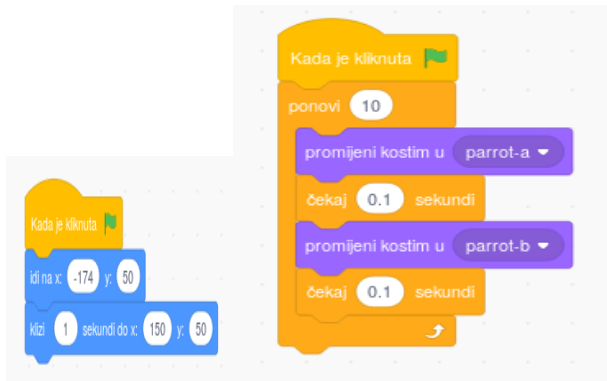 Kada je kliknuta
idi na x: -174 y: 50
klizi 1 sekundi do x: 150 y: 50
Kada je kliknuta
ponovi 10
promijeni kostim u parrot-a
čekaj 0.1 sekundi
promijeni kostim u parrot-b
čekaj 0.1 sekundi